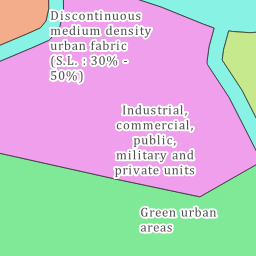 Discontinuous
medium density
urban fabric
(S.L. : 30% -
50%)
Industrial,
commercial,
public,
military and
private units
Green urban
areas